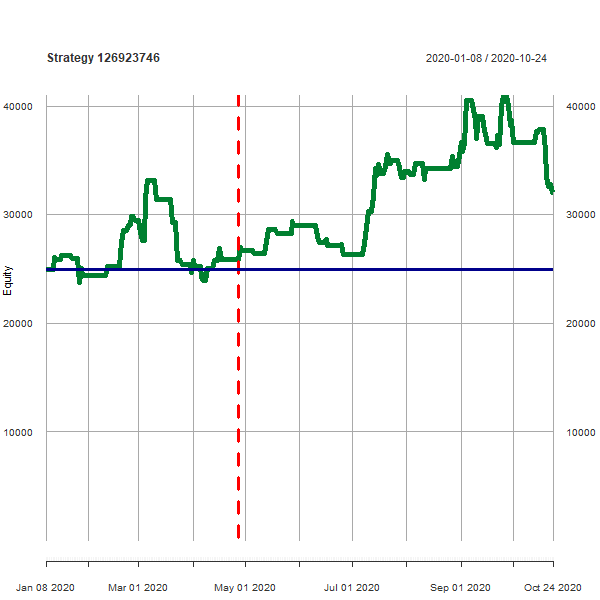 Strategy 126923746
2020-01-08 / 2020-10-24
40000
40000
30000
30000
Equity
20000
20000
10000
10000
Jan 08 2020
Mar 01 2020
May 01 2020
Jul 01 2020
Sep 01 2020
Oct 24 2020